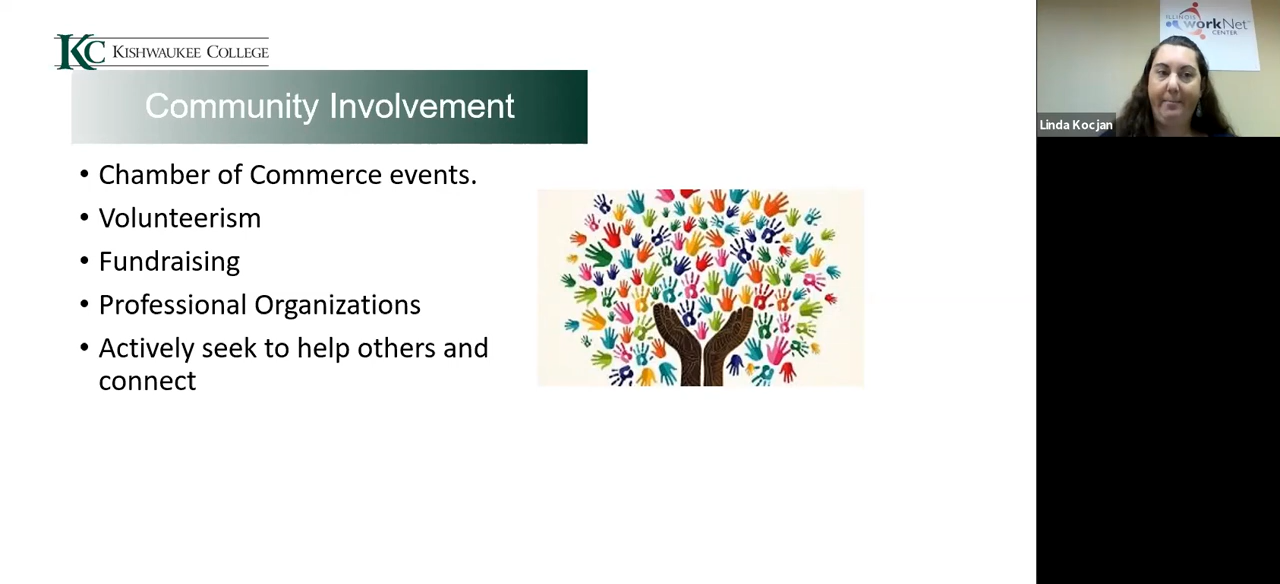 KC KISHWAUKEE COLLEGE
Community Involvement
• Chamber of Commerce events.
• Volunteerism
• Fundraising
• Professional Organizations
• Actively seek to help others and
connect
ILLINOIS
workNet
CENTER
Linda Kocjan